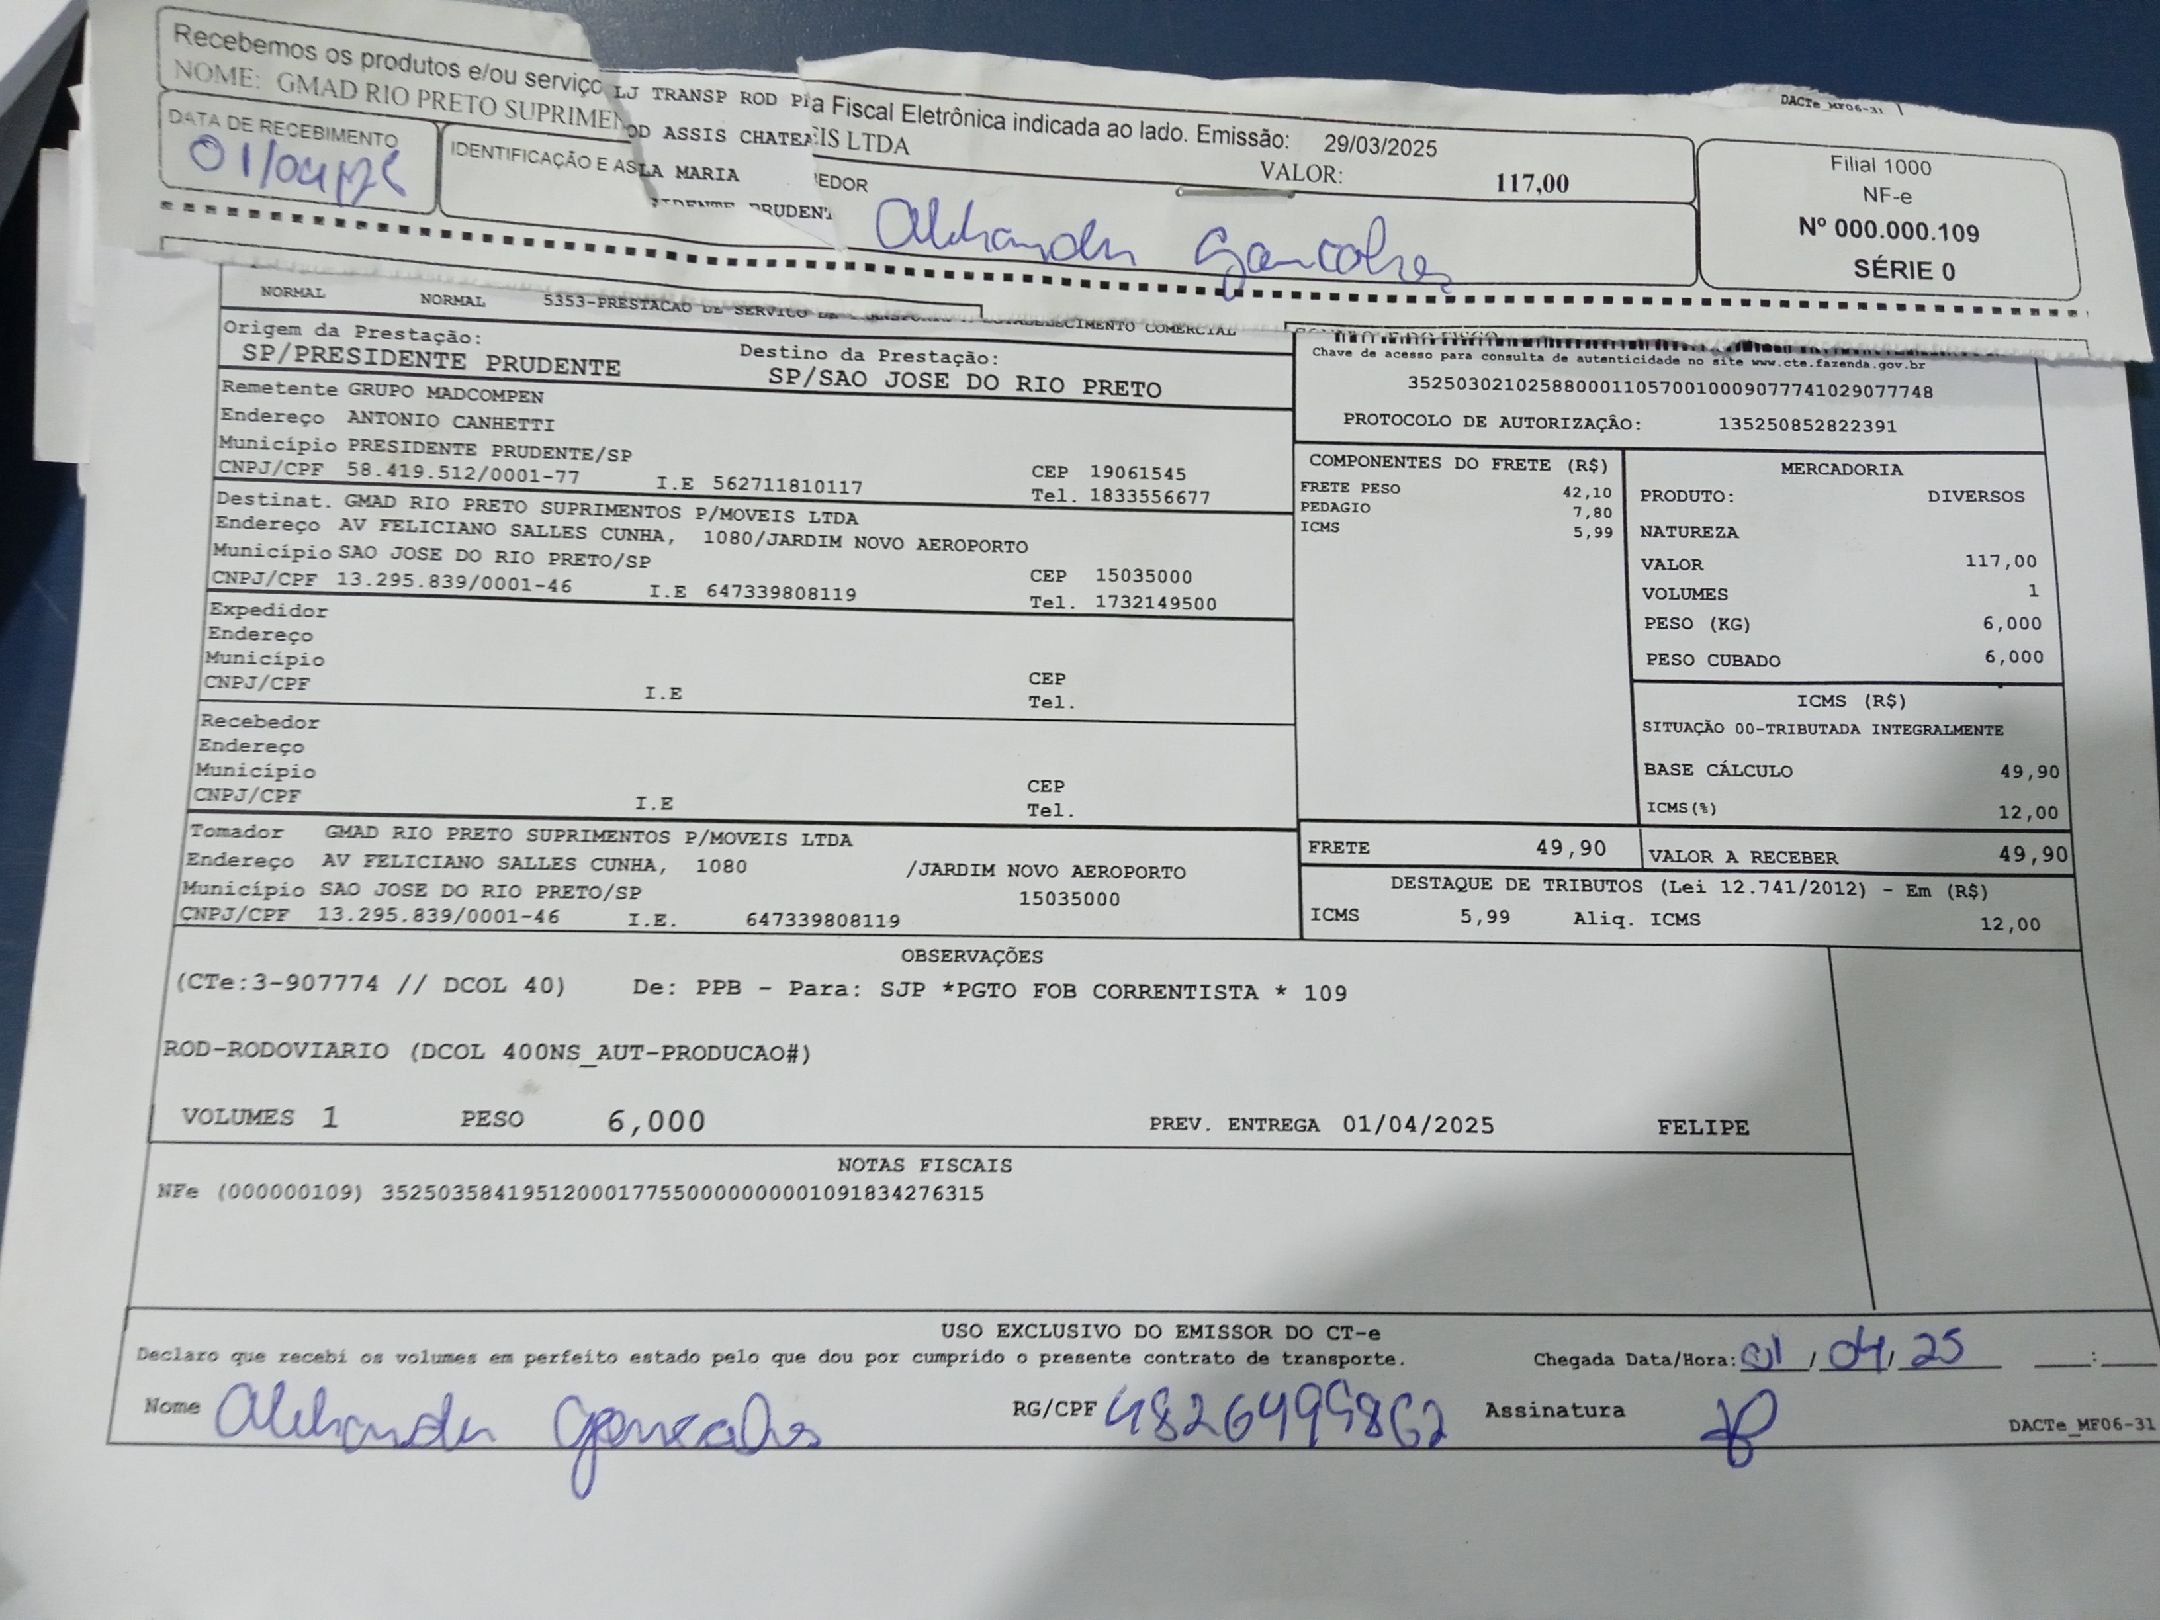 DACTe_MF06-31
Recebemos os produtos e/ou serviço
a Fiscal Eletrônica indicada ao lado. Emissão: 29/03/2025
NOME: GMAD RIO PRETO SUPRIMEN
EIS LTDA
VALOR: 117,00
LJ TRANSP ROD
OD ASSIS CHATEA
LA MARIA
PRUDENT
DATA DE RECEBIMENTO
01/04/25
IDENTIFICAÇÃO E AS
EDOR
Filial 1000
NF-e
Nº 000.000.109
SÉRIE 0
NORMAL NORMAL 5353-PRESTACAO DE SERVICO DE ESTABELECIMENTO COMERCIAL
Origem da Prestação:
SP/PRESIDENTE PRUDENTE
Destino da Prestação:
SP/SAO JOSE DO RIO PRETO
Chave de acesso para consulta de autenticidade no site www.cte.fazenda.gov.br
35250302102588000110570010009077741029077748
PROTOCOLO DE AUTORIZAÇÂO: 135250852822391
Remetente GRUPO MADCOMPEN
Endereço ANTONIO CANHETTI
Município PRESIDENTE PRUDENTE/SP
CEP 19061545
CNPJ/CPF 58.419.512/0001-77 I.E 562711810117 Tel. 1833556677
Destinat. GMAD RIO PRETO SUPRIMENTOS P/MOVEIS LTDA
Endereço AV FELICIANO SALLES CUNHA, 1080/JARDIM NOVO AEROPORTO
Município SAO JOSE DO RIO PRETO/SP
CEP 15035000
CNPJ/CPF 13.295.839/0001-46 I.E 647339808119 Tel. 1732149500
Expedidor
Endereço
Município
CEP
CNPJ/CPF I.E Tel.
Recebedor
Endereço
Município
CEP
CNPJ/CPF I.E Tel.
Tomador GMAD RIO PRETO SUPRIMENTOS P/MOVEIS LTDA
Endereço AV FELICIANO SALLES CUNHA, 1080 /JARDIM NOVO AEROPORTO
Município SAO JOSE DO RIO PRETO/SP 15035000
CNPJ/CPF 13.295.839/0001-46 I.E. 647339808119
COMPONENTES DO FRETE (R$)
FRETE PESO 42,10
PEDAGIO 7,80
ICMS 5,99
MERCADORIA
PRODUTO: DIVERSOS
NATUREZA
VALOR 117,00
VOLUMES 1
PESO (KG) 6,000
PESO CUBADO 6,000
ICMS (R$)
SITUAÇÃO 00-TRIBUTADA INTEGRALMENTE
BASE CÁLCULO 49,90
ICMS(%) 12,00
FRETE 49,90
VALOR A RECEBER 49,90
DESTAQUE DE TRIBUTOS (Lei 12.741/2012) - Em (R$)
ICMS 5,99 Aliq. ICMS 12,00
OBSERVAÇÕES
(CTe:3-907774 // DCOL 40) De: PPB - Para: SJP *PGTO FOB CORRENTISTA * 109
ROD-RODOVIARIO (DCOL 400NS_AUT-PRODUCAO#)
VOLUMES 1 PESO 6,000 PREV. ENTREGA 01/04/2025 FELIPE
NOTAS FISCAIS
NFe (000000109) 35250358419512000177550000000001091834276315
USO EXCLUSIVO DO EMISSOR DO CT-e
Declaro que recebi os volumes em perfeito estado pelo que dou por cumprido o presente contrato de transporte.
Chegada Data/Hora: 01/04/25 __:__
Nome
RG/CPF 48264995862 Assinatura
DACTe_MF06-31